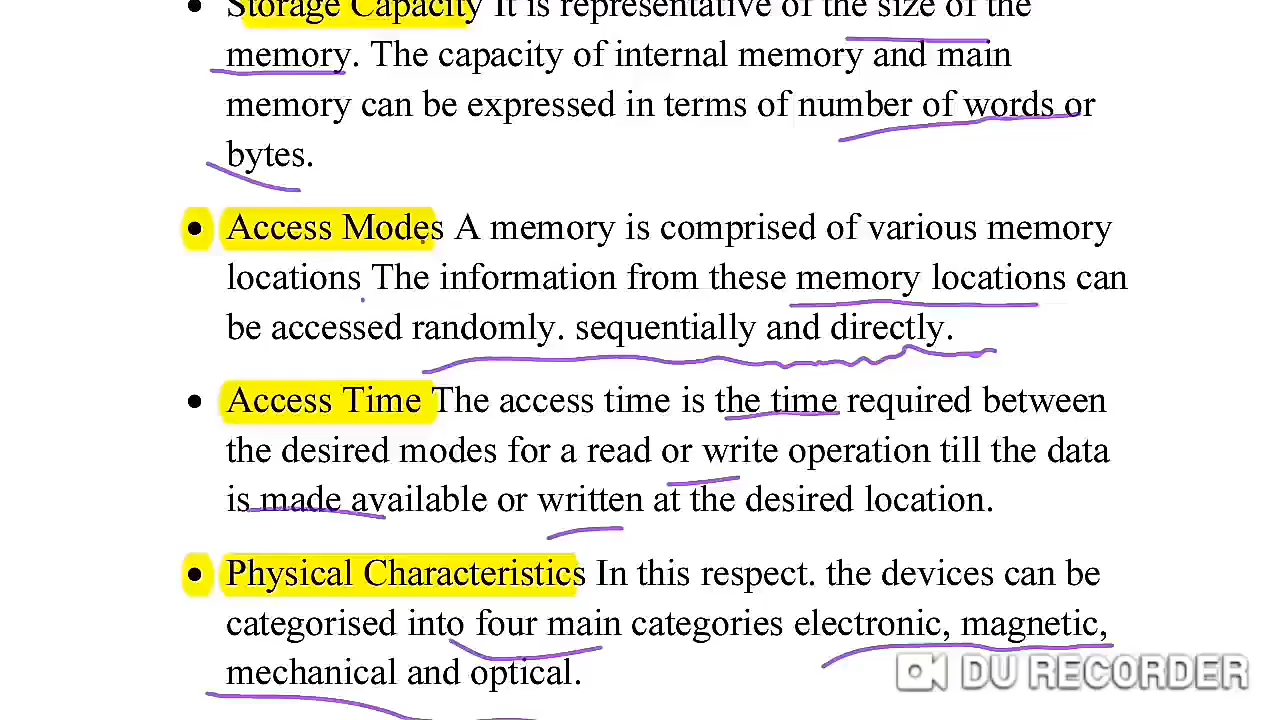 • Storage Capacity It is representative of the size of the
memory. The capacity of internal memory and main
memory can be expressed in terms of number of words or
bytes.
• Access Modes A memory is comprised of various memory
locations The information from these memory locations can
be accessed randomly. sequentially and directly.
• Access Time The access time is the time required between
the desired modes for a read or write operation till the data
is made available or written at the desired location.
• Physical Characteristics In this respect. the devices can be
categorised into four main categories electronic, magnetic,
mechanical and optical.
DU RECORDER